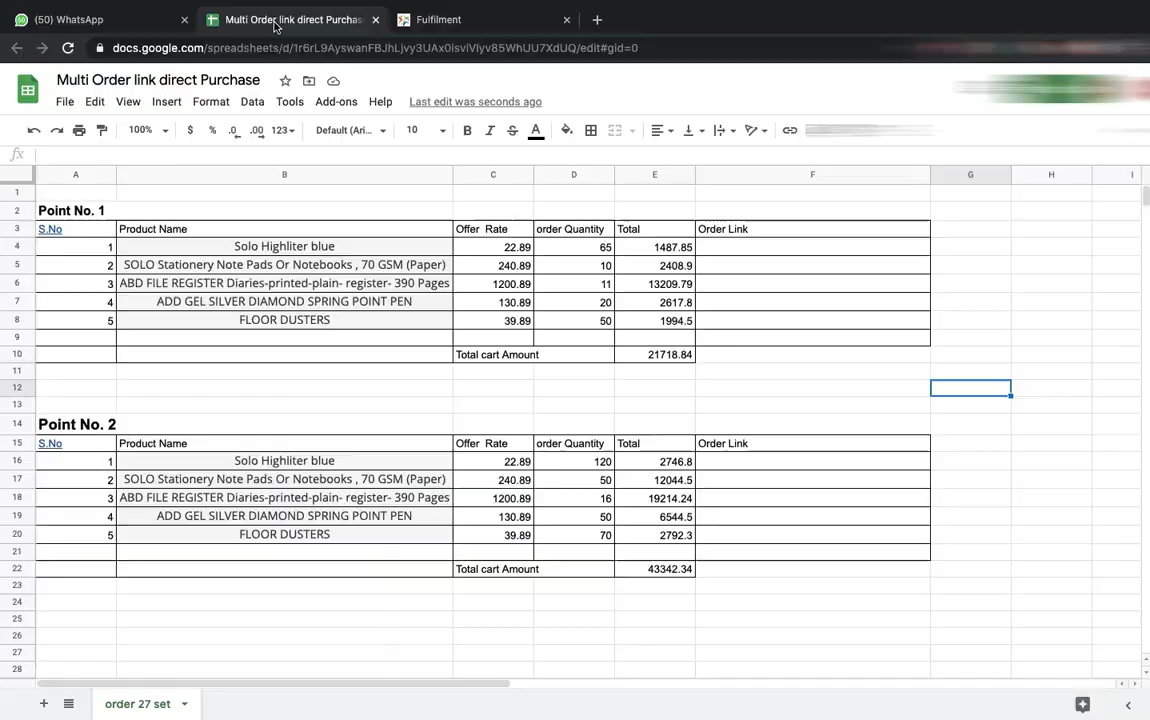 (50) WhatsApp
Multi Order link direct Purchas
Fulfilment
docs.google.com/spreadsheets/d/1r6rL9AyswanFBJhLjvy3UAx0isviVlyv85WhUU7XdUQ/edit#gid=0
Multi Order link direct Purchase
File Edit View Insert Format Data Tools Add-ons Help Last edit was seconds ago
100% $ % .0 .00 123 Default (Ari... 10 B I S A
fx
A B C D E F G H I
1
2 Point No. 1
3 S.No Product Name Offer Rate order Quantity Total Order Link
4 1 Solo Highliter blue 22.89 65 1487.85
5 2 SOLO Stationery Note Pads Or Notebooks , 70 GSM (Paper) 240.89 10 2408.9
6 3 ABD FILE REGISTER Diaries-printed-plain- register- 390 Pages 1200.89 11 13209.79
7 4 ADD GEL SILVER DIAMOND SPRING POINT PEN 130.89 20 2617.8
8 5 FLOOR DUSTERS 39.89 50 1994.5
9
10 Total cart Amount 21718.84
11
12
13
14 Point No. 2
15 S.No Product Name Offer Rate order Quantity Total Order Link
16 1 Solo Highliter blue 22.89 120 2746.8
17 2 SOLO Stationery Note Pads Or Notebooks , 70 GSM (Paper) 240.89 50 12044.5
18 3 ABD FILE REGISTER Diaries-printed-plain- register- 390 Pages 1200.89 16 19214.24
19 4 ADD GEL SILVER DIAMOND SPRING POINT PEN 130.89 50 6544.5
20 5 FLOOR DUSTERS 39.89 70 2792.3
21
22 Total cart Amount 43342.34
23
24
25
26
27
28
order 27 set